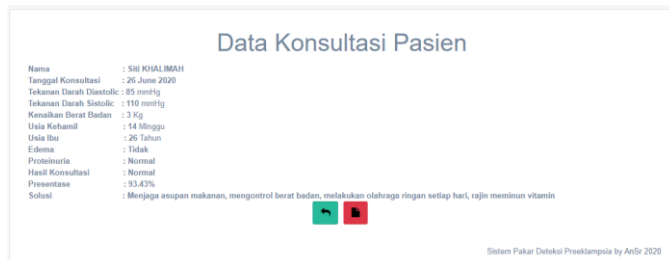 Data Konsultasi Pasien
Nama : Siti KHALIMAH
Tanggal Konsultasi : 26 June 2020
Tekanan Darah Diastolic : 85 mmHg
Tekanan Darah Sistolic : 110 mmHg
Kenaikan Berat Badan : 3 Kg
Usia Kehamil : 14 Minggu
Usia Ibu : 26 Tahun
Edema : Tidak
Proteinuria : Normal
Hasil Konsultasi : Normal
Presentase : 93.43%
Solusi : Menjaga asupan makanan, mengontrol berat badan, melakukan olahraga ringan setiap hari, rajin meminun vitamin
Sistem Pakar Deteksi Preeklampsia by AnSr 2020